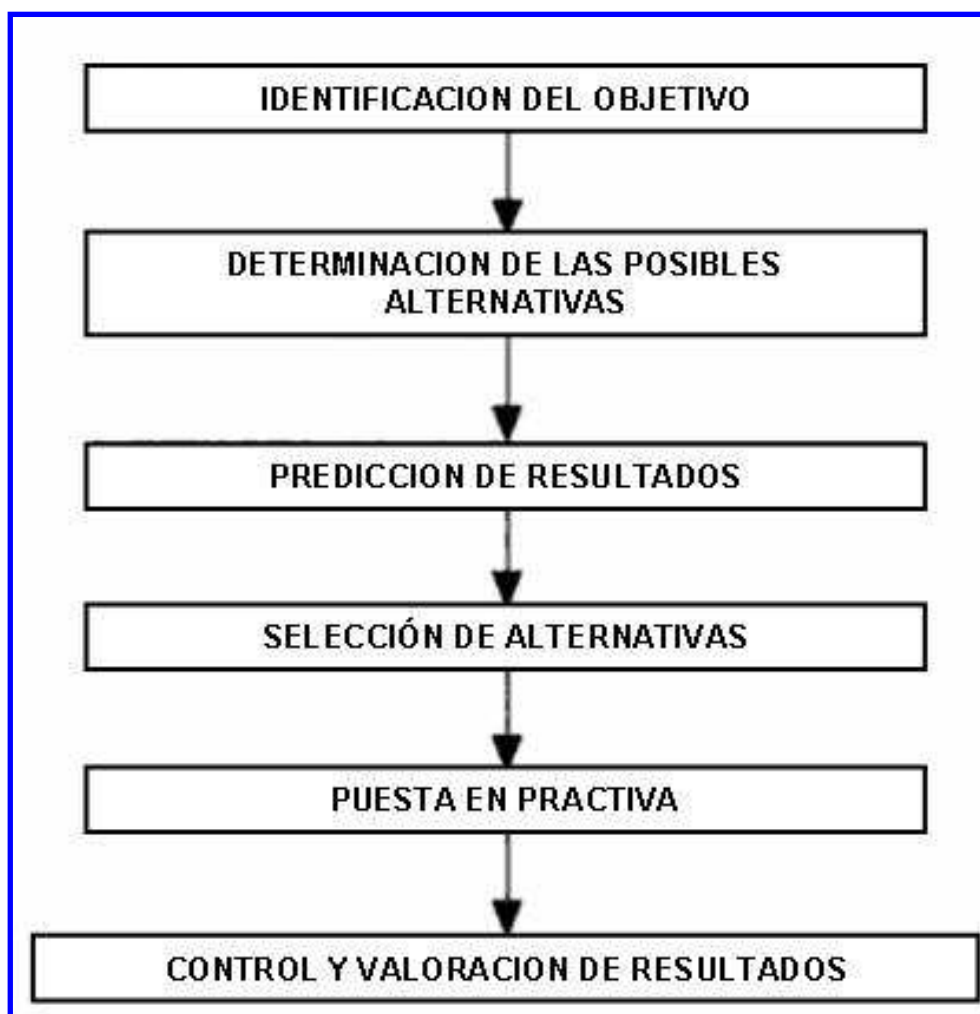 IDENTIFICACION DEL OBJETIVO
DETERMINACION DE LAS POSIBLES
ALTERNATIVAS
PREDICCION DE RESULTADOS
SELECCIÓN DE ALTERNATIVAS
PUESTA EN PRACTIVA
CONTROL Y VALORACION DE RESULTADOS